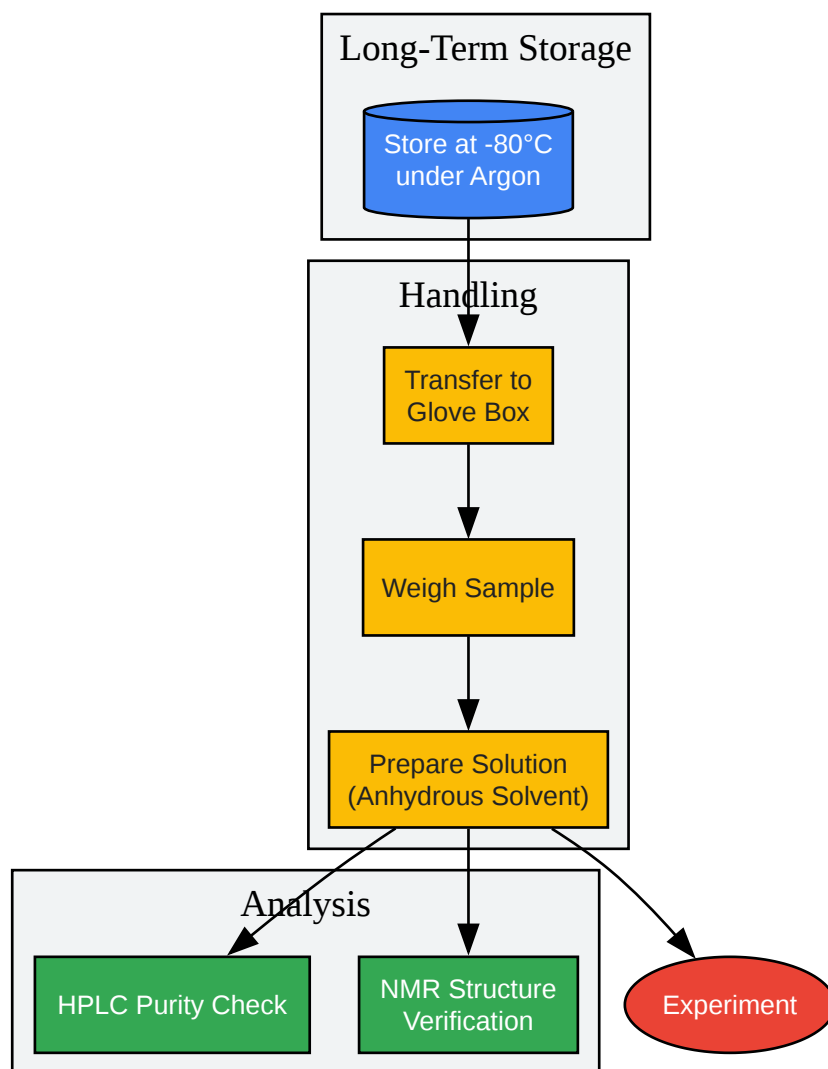 Long-Term Storage
Store at -80°C
under Argon
Handling
Transfer to
Glove Box
Weigh Sample
Prepare Solution
(Anhydrous Solvent)
Analysis
HPLC Purity Check
NMR Structure
Verification
Experiment